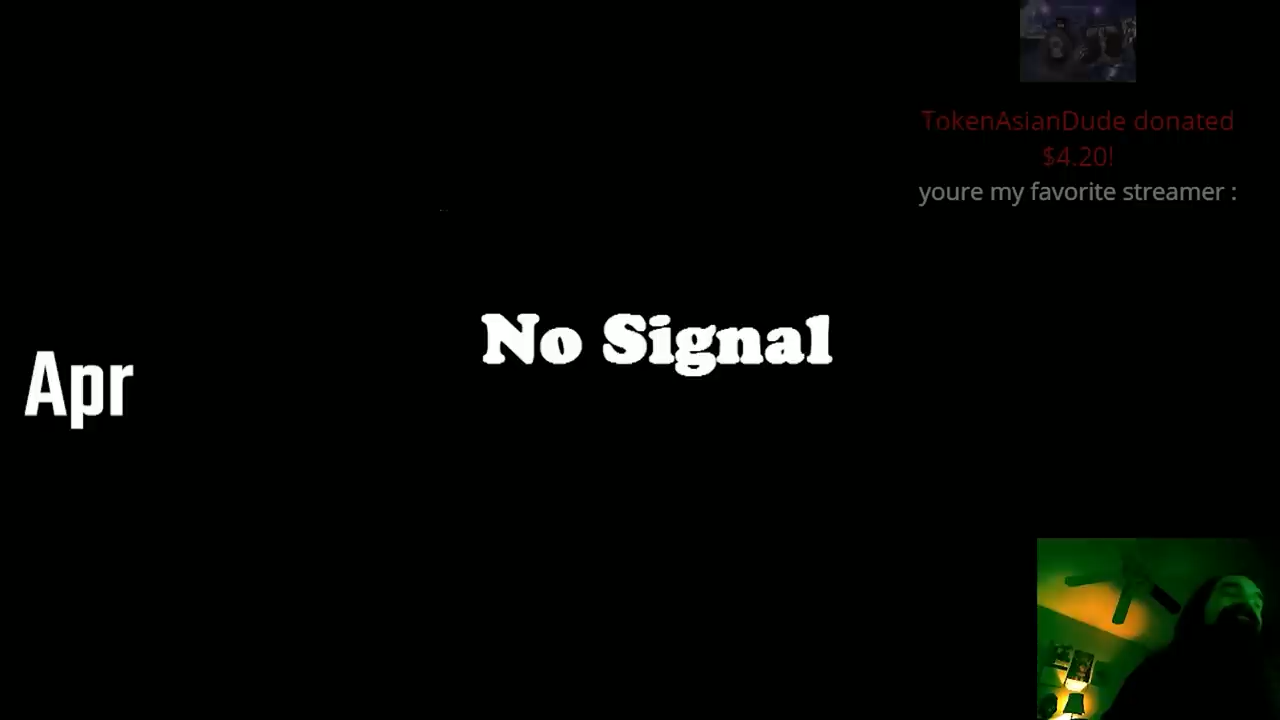 TokenAsianDude donated
$4.20!
youre my favorite streamer :
No Signal
Apr